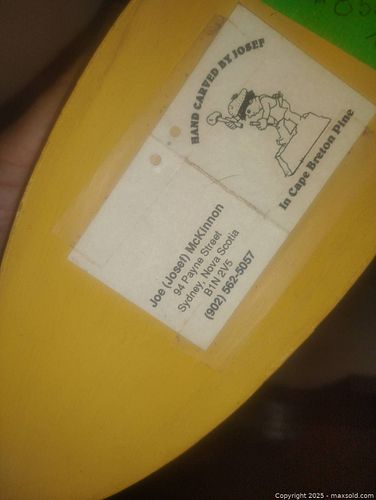 HAND CARVED BY JOSEF
In Cape Breton Pine
Joe (Josef) McKinnon
94 Payne Street
Sydney, Nova Scotia
B1N 2V5
(902) 562-5057
Copyright 2025 - maxsold.com